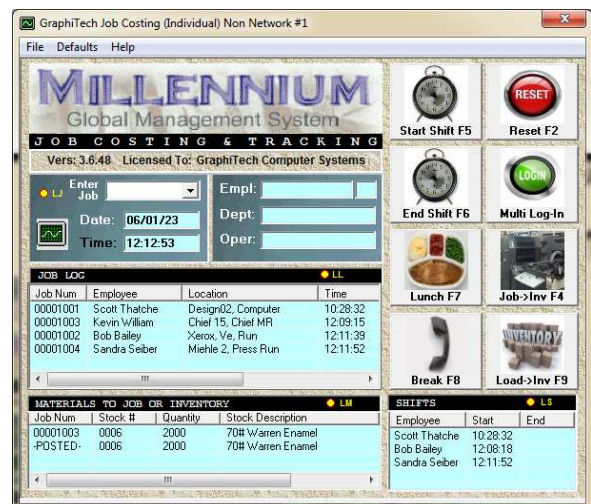 GraphiTech Job Costing (Individual) Non Network #1
File Defaults Help
MILLENNIUM
Global Management System
JOB COSTING & TRACKING
Vers: 3.6.48 Licensed To: GraphiTech Computer Systems
LJ Enter Job
Date: 06/01/23
Time: 12:12:53
Empl:
Dept:
Oper:
Start Shift F5
RESET
Reset F2
End Shift F6
LOGIN
Multi Log-In
Lunch F7
Job->Inv F4
Break F8
INVENTORY
Load->Inv F9
JOB LOG LL
Job Num Employee Location Time
00001001 Scott Thatche Design02, Computer 10:28:32
00001003 Kevin William Chief 15, Chief MR 12:09:15
00001002 Bob Bailey Xerox, Ve, Run 12:11:39
00001004 Sandra Seiber Miehle 2, Press Run 12:11:52
MATERIALS TO JOB OR INVENTORY LM
Job Num Stock # Quantity Stock Description
00001003 0006 2000 70# Warren Enamel
-POSTED- 0006 2000 70# Warren Enamel
SHIFTS LS
Employee Start End
Scott Thatche 10:28:32
Bob Bailey 12:08:18
Sandra Seiber 12:11:52